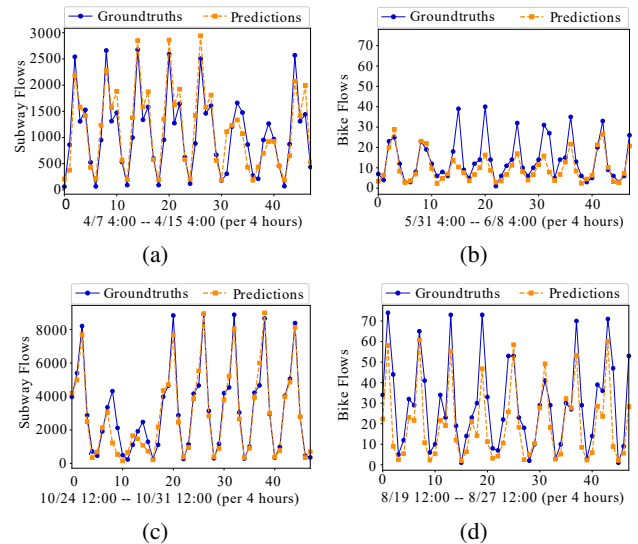 Groundtruths Predictions
Subway Flows
3000
2500
2000
1500
1000
500
0
0 10 20 30 40
4/7 4:00 -- 4/15 4:00 (per 4 hours)
(a)
Groundtruths Predictions
Bike Flows
70
60
50
40
30
20
10
0
0 10 20 30 40
5/31 4:00 -- 6/8 4:00 (per 4 hours)
(b)
Groundtruths Predictions
Subway Flows
8000
6000
4000
2000
0
0 10 20 30 40
10/24 12:00 -- 10/31 12:00 (per 4 hours)
(c)
Groundtruths Predictions
Bike Flows
70
60
50
40
30
20
10
0
0 10 20 30 40
8/19 12:00 -- 8/27 12:00 (per 4 hours)
(d)